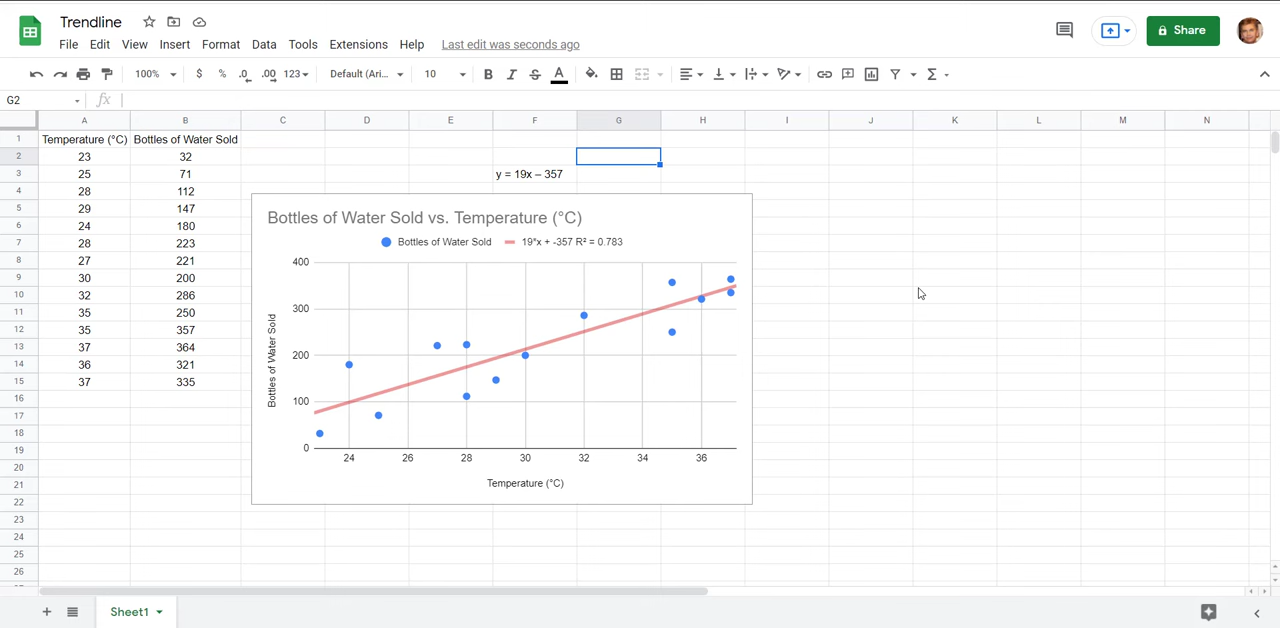 Trendline
File Edit View Insert Format Data Tools Extensions Help Last edit was seconds ago
Share
100% $ % .0 .00 123 Default (Ari... 10 B I S A Σ
G2 fx
A B C D E F G H I J K L M N
1 Temperature (°C) Bottles of Water Sold
2 23 32
3 25 71 y = 19x – 357
4 28 112
5 29 147
6 24 180
7 28 223
8 27 221
9 30 200
10 32 286
11 35 250
12 35 357
13 37 364
14 36 321
15 37 335
16
17
18
19
20
21
22
23
24
25
26
Bottles of Water Sold vs. Temperature (°C)
Bottles of Water Sold 19*x + -357 R² = 0.783
400
300
200
100
0
Bottles of Water Sold
24 26 28 30 32 34 36
Temperature (°C)
Sheet1